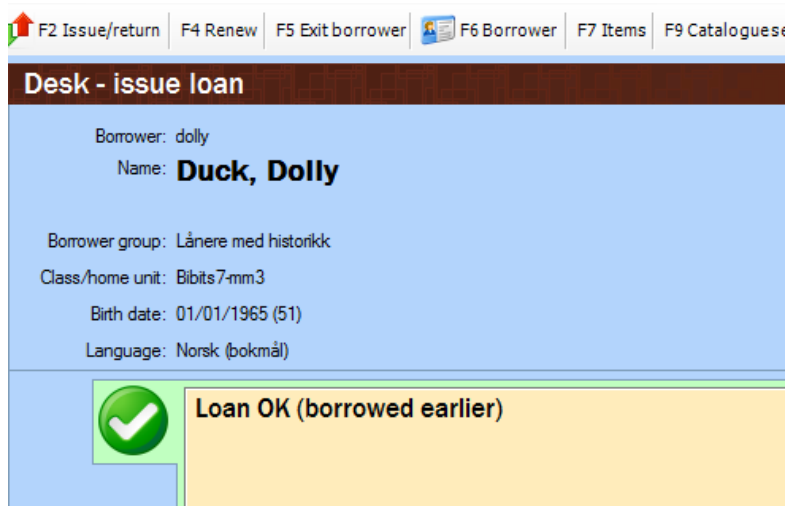 F2 Issue/return F4 Renew F5 Exit borrower F6 Borrower F7 Items F9 Catalogue
Desk - issue loan
Borrower: dolly
Name: Duck, Dolly
Borrower group: Lånere med historikk
Class/home unit: Bibits7-mm3
Birth date: 01/01/1965 (51)
Language: Norsk (bokmål)
Loan OK (borrowed earlier)